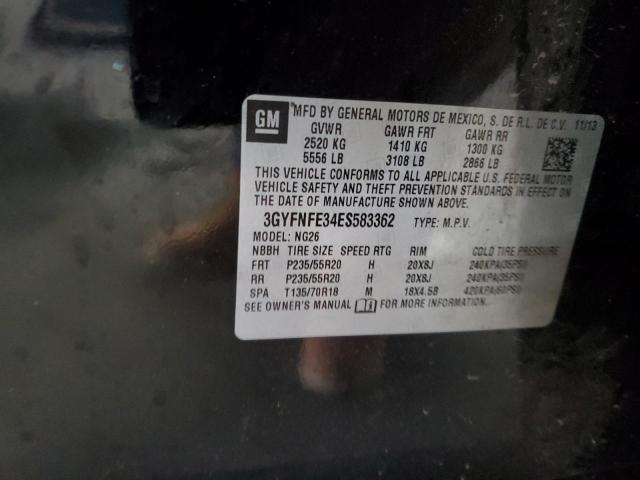 GM
MFD BY GENERAL MOTORS DE MEXICO, S. DE R.L. DE C.V. 11/13
GVWR GAWR FRT GAWR RR
2520 KG 1410 KG 1300 KG
5556 LB 3108 LB 2866 LB
THIS VEHICLE CONFORMS TO ALL APPLICABLE U.S. FEDERAL MOTOR
VEHICLE SAFETY AND THEFT PREVENTION STANDARDS IN EFFECT ON
THE DATE OF MANUFACTURE SHOWN ABOVE.
3GYFNFE34ES583362 TYPE: M.P.V.
MODEL: NG26
NBBH TIRE SIZE SPEED RTG RIM COLD TIRE PRESSURE
FRT P235/55R20 H 20X8J 240KPA(35PSI)
RR P235/55R20 H 20X8J 240KPA(35PSI)
SPA T135/70R18 M 18X4.5B 420KPA(60PSI)
SEE OWNER'S MANUAL FOR MORE INFORMATION.